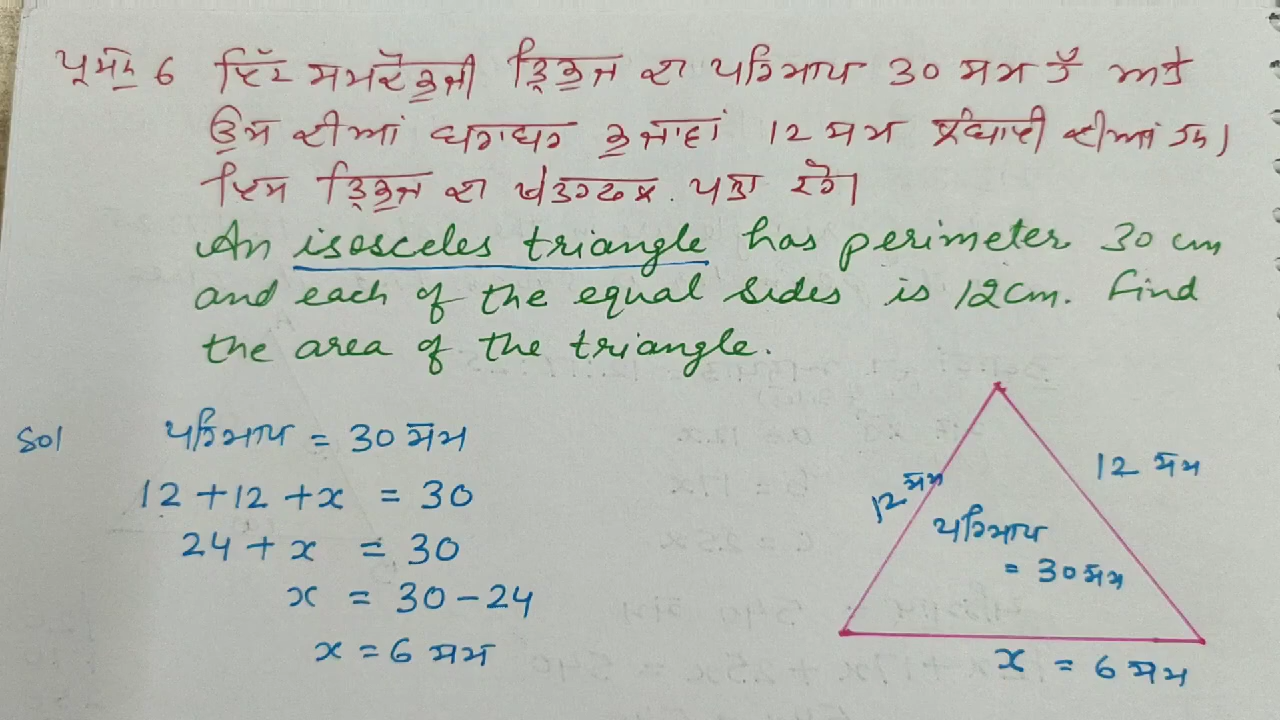 ਪ੍ਰਸ਼ਨ 6 ਇੱਕ ਸਮਦੋਭੁਜੀ ਤ੍ਰਿਭੁਜ ਦਾ ਪਰਿਮਾਪ 30 ਸਮ ਹੈ ਅਤੇ
ਉਸ ਦੀਆਂ ਬਰਾਬਰ ਭੁਜਾਵਾਂ 12 ਸਮ ਲੰਬਾਈ ਦੀਆਂ ਹਨ।
ਇਸ ਤ੍ਰਿਭੁਜ ਦਾ ਖੇਤਰਫਲ ਪਤਾ ਕਰੋ।
An isosceles triangle has perimeter 30 cm
and each of the equal sides is 12 cm. Find
the area of the triangle.
Sol ਪਰਿਮਾਪ = 30 ਸਮ
12 + 12 + x = 30
24 + x = 30
x = 30 - 24
x = 6 ਸਮ
12 ਸਮ
12 ਸਮ
ਪਰਿਮਾਪ
= 30 ਸਮ
x = 6 ਸਮ